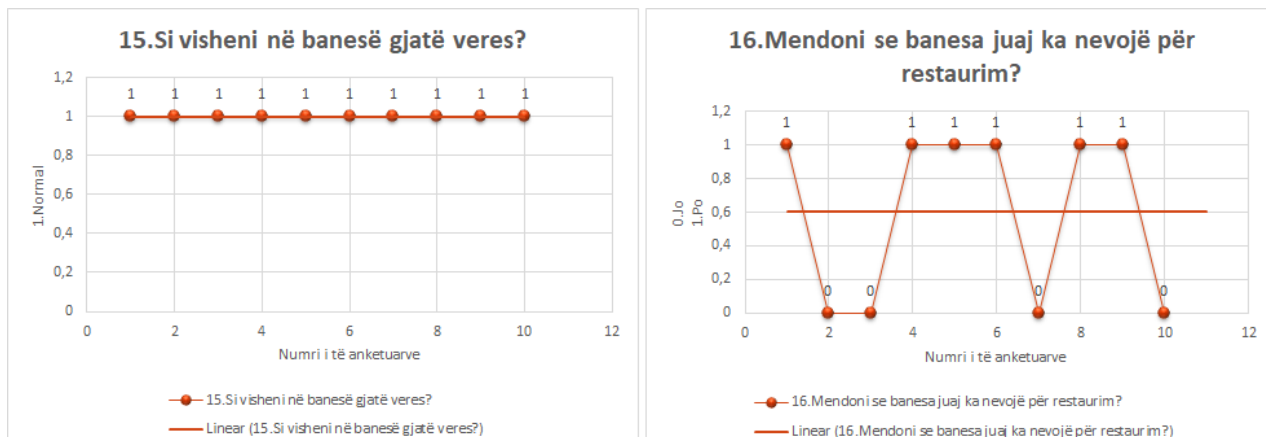 15.Si visheni në banesë gjatë veres?
1,2
1
0,8
0,6
0,4
0,2
0
1.Normal
1 1 1 1 1 1 1 1 1 1
0 2 4 6 8 10 12
Numri i të anketuarve
15.Si visheni në banesë gjatë veres?
Linear (15.Si visheni në banesë gjatë veres?)
16.Mendoni se banesa juaj ka nevojë për
restaurim?
1,2
1
0,8
0,6
0,4
0,2
0
0.Jo
1.Po
1 0 0 1 1 1 0 1 1 0
0 2 4 6 8 10 12
Numri i të anketuarve
16.Mendoni se banesa juaj ka nevojë për restaurim?
Linear (16.Mendoni se banesa juaj ka nevojë për restaurim?)